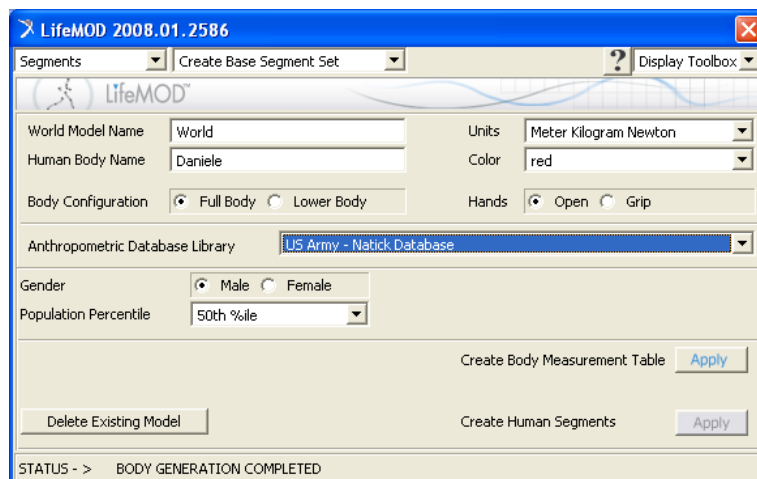 LifeMOD 2008.01.2586
Segments Create Base Segment Set ? Display Toolbox
LifeMOD™
World Model Name World Units Meter Kilogram Newton
Human Body Name Daniele Color red
Body Configuration Full Body Lower Body Hands Open Grip
Anthropometric Database Library US Army - Natick Database
Gender Male Female
Population Percentile 50th %ile
Create Body Measurement Table Apply
Delete Existing Model Create Human Segments Apply
STATUS - > BODY GENERATION COMPLETED